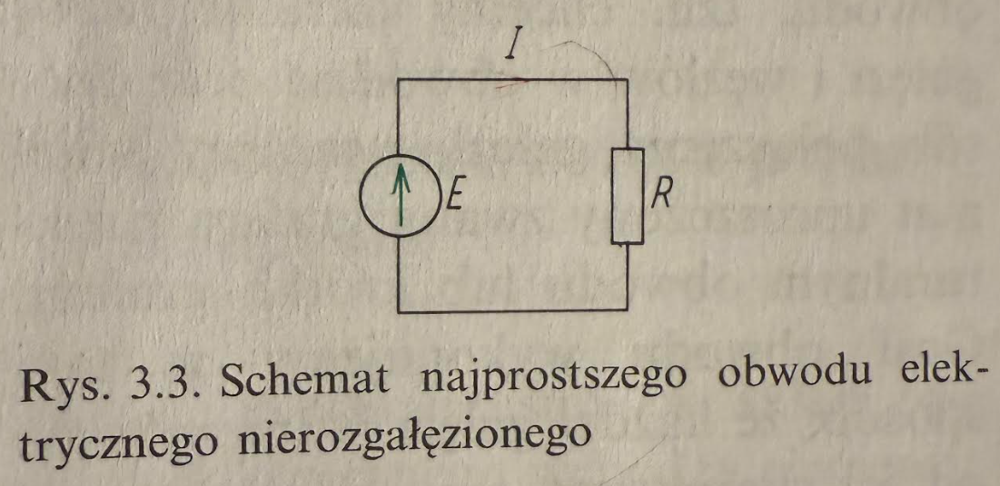 I
E
R
Rys. 3.3. Schemat najprostszego obwodu elek-
trycznego nierozgałęzionego